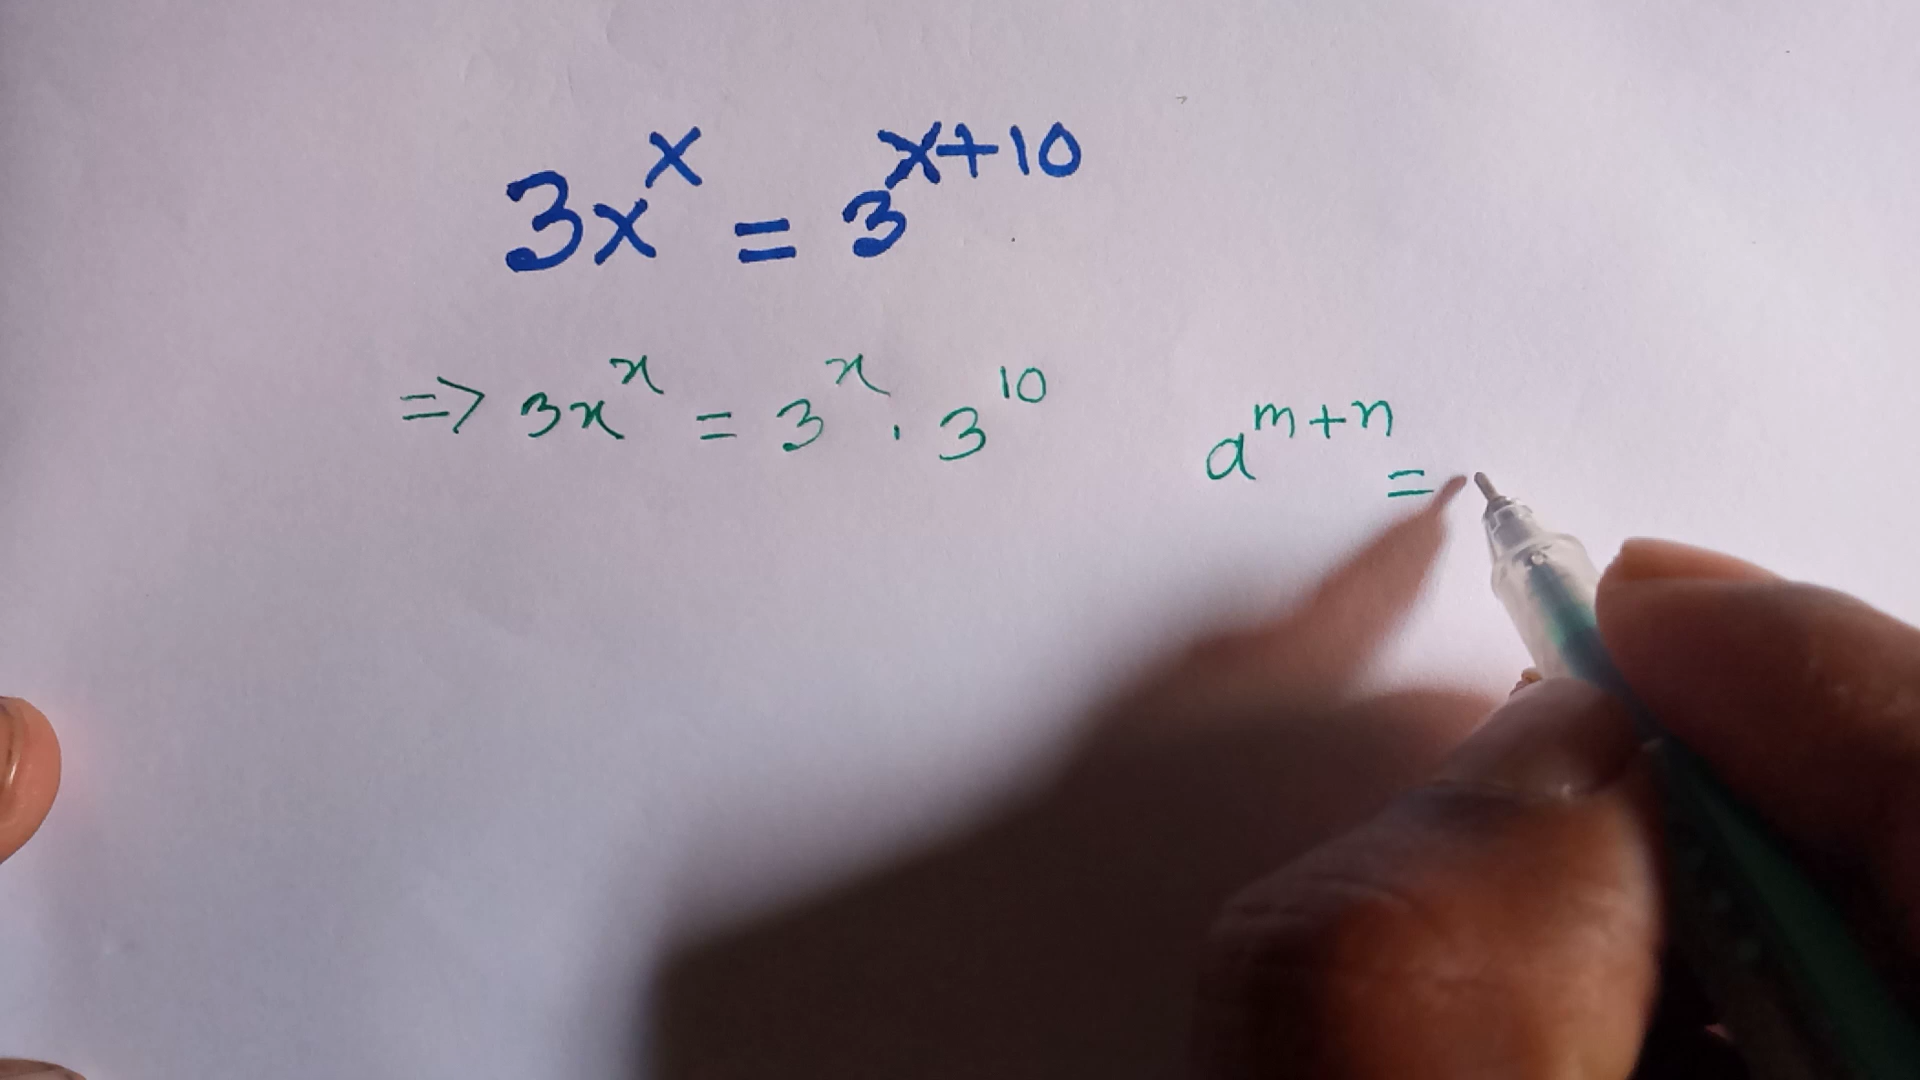 3x^x = 3^{x+10}
=> 3x^x = 3^x . 3^{10}
a^{m+n} =